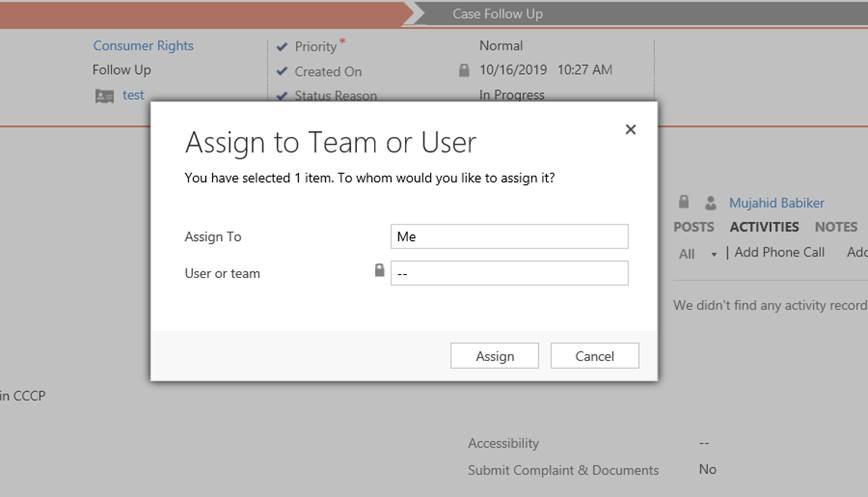 Case Follow Up
Consumer Rights
Priority *
Normal
Follow Up
Created On
10/16/2019 10:27 AM
test
Status Reason
In Progress
Assign to Team or User
You have selected 1 item. To whom would you like to assign it?
Assign To
Me
User or team
--
Assign
Cancel
Mujahid Babiker
POSTS ACTIVITIES NOTES
All | Add Phone Call Add
We didn't find any activity record
in CCCP
Accessibility
--
Submit Complaint & Documents
No